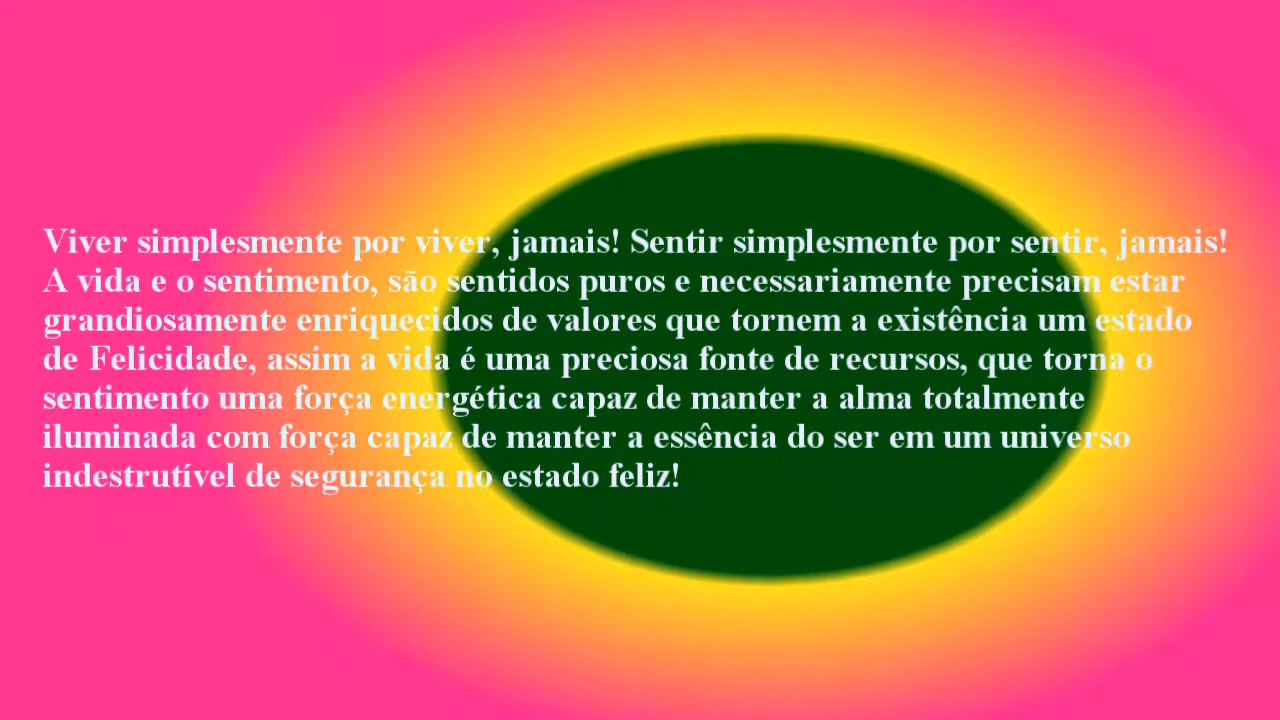 Viver simplesmente por viver, jamais! Sentir simplesmente por sentir, jamais!
A vida e o sentimento, são sentidos puros e necessariamente precisam estar
grandiosamente enriquecidos de valores que tornem a existência um estado
de Felicidade, assim a vida é uma preciosa fonte de recursos, que torna o
sentimento uma força energética capaz de manter a alma totalmente
iluminada com força capaz de manter a essência do ser em um universo
indestrutível de segurança no estado feliz!